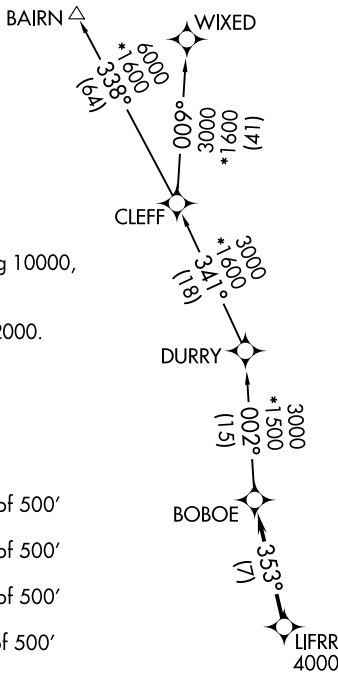 BAIRN
WIXED
6000
*1600
338°
(64)
009°
3000
*1600
(41)
CLEFF
g 10000,
3000
*1600
341°
(18)
2000.
DURRY
3000
*1500
002°
(15)
of 500'
BOBOE
of 500'
353°
(7)
of 500'
of 500'
LIFRR
4000